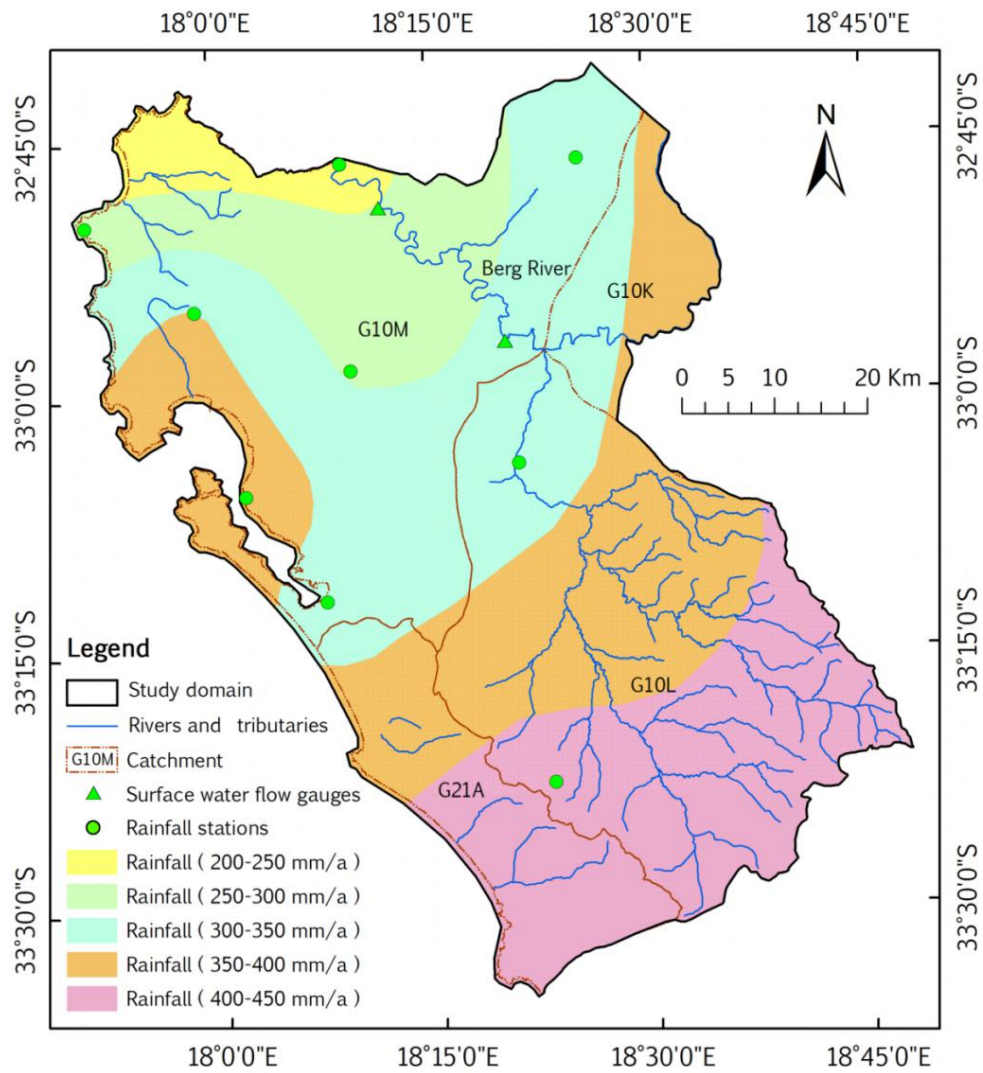 18°0'0"E 18°15'0"E 18°30'0"E 18°45'0"E
N
32°45'0"S
32°45'0"S
Berg River
G10K
G10M
0 5 10 20 Km
33°0'0"S
33°0'0"S
33°15'0"S
33°15'0"S
Legend
Study domain
G10L
Rivers and tributaries
G10M Catchment
G21A
Surface water flow gauges
Rainfall stations
Rainfall ( 200-250 mm/a )
Rainfall ( 250-300 mm/a )
33°30'0"S
33°30'0"S
Rainfall ( 300-350 mm/a )
Rainfall ( 350-400 mm/a )
Rainfall ( 400-450 mm/a )
18°0'0"E 18°15'0"E 18°30'0"E 18°45'0"E